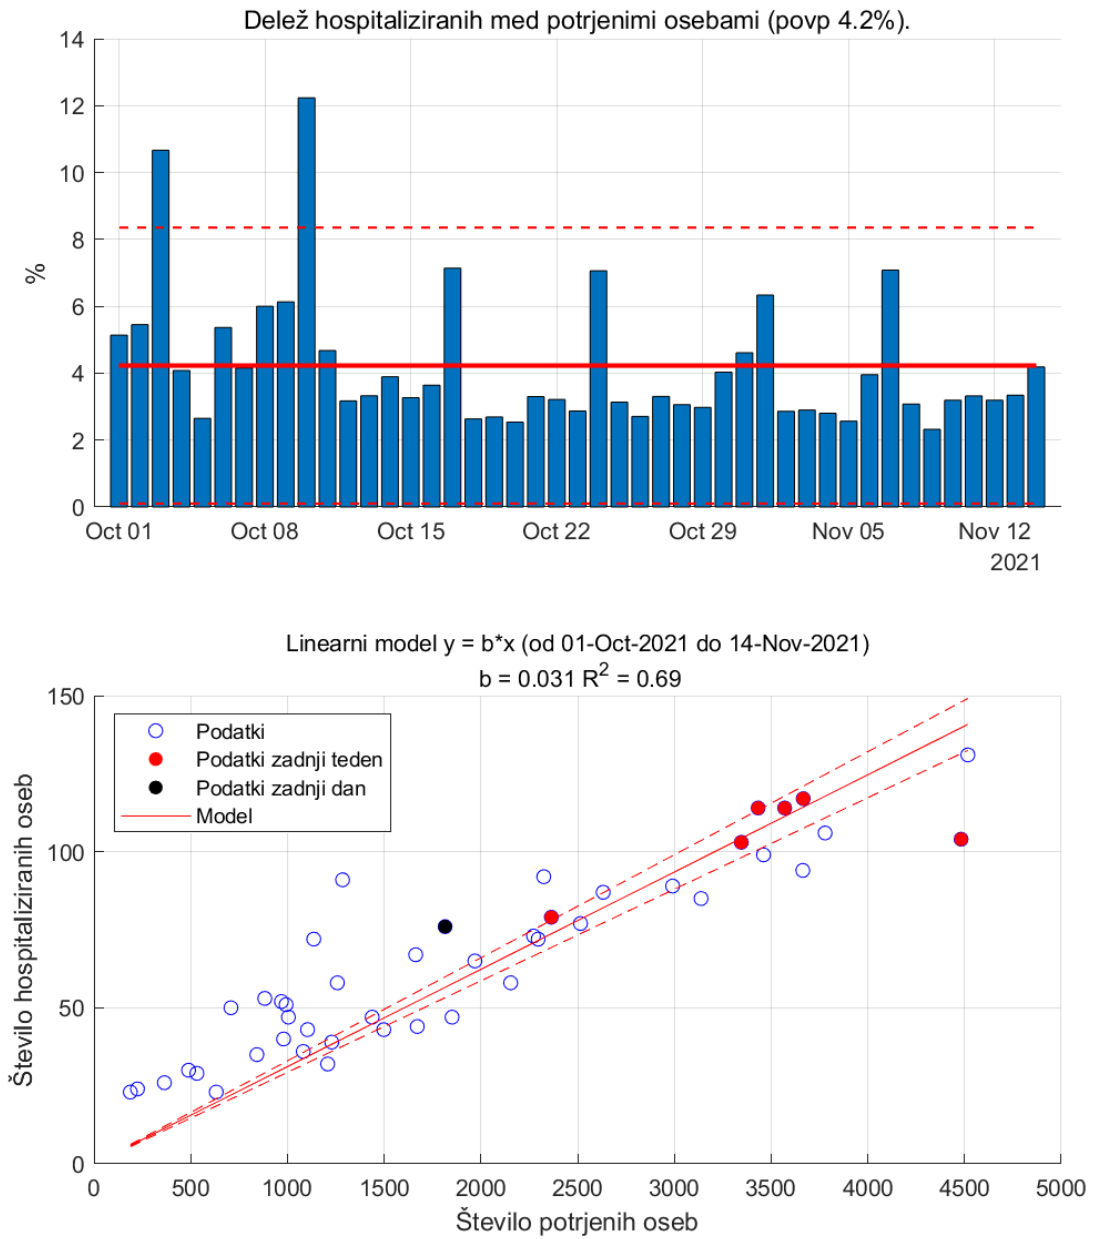 Delež hospitaliziranih med potrjenimi osebami (povp 4.2%).
14
12
10
8
6
4
2
0
%
Oct 01 Oct 08 Oct 15 Oct 22 Oct 29 Nov 05 Nov 12
2021
Linearni model y = b*x (od 01-Oct-2021 do 14-Nov-2021)
b = 0.031 R² = 0.69
150
100
50
0
Število hospitaliziranih oseb
Podatki
Podatki zadnji teden
Podatki zadnji dan
Model
0 500 1000 1500 2000 2500 3000 3500 4000 4500 5000
Število potrjenih oseb